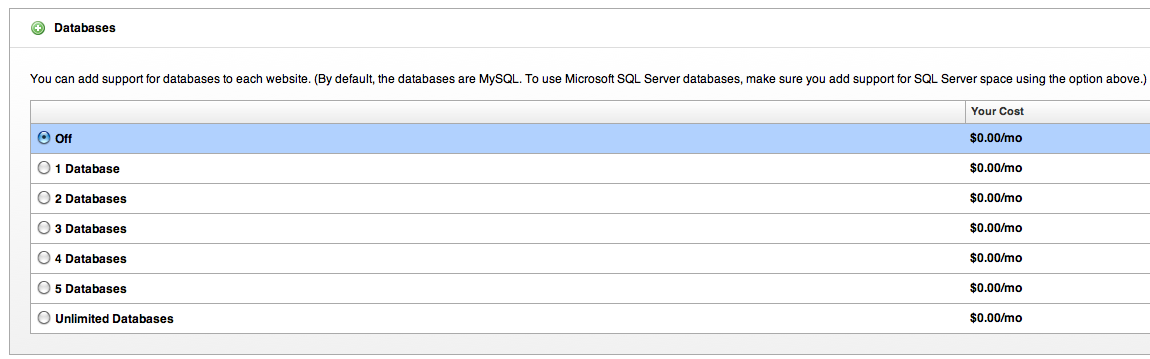 Databases
You can add support for databases to each website. (By default, the databases are MySQL. To use Microsoft SQL Server databases, make sure you add support for SQL Server space using the option above.)
Your Cost
Off $0.00/mo
1 Database $0.00/mo
2 Databases $0.00/mo
3 Databases $0.00/mo
4 Databases $0.00/mo
5 Databases $0.00/mo
Unlimited Databases $0.00/mo